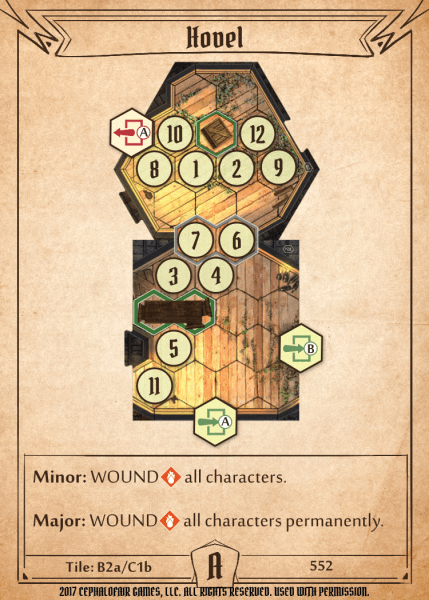 Hovel
A
10
12
8
1
2
9
7
6
3
4
5
B
11
A
Minor: WOUND all characters.
Major: WOUND all characters permanently.
Tile: B2a/C1b
A
552
2017 CEPHALOFAIR GAMES, LLC. ALL RIGHTS RESERVED. USED WITH PERMISSION.